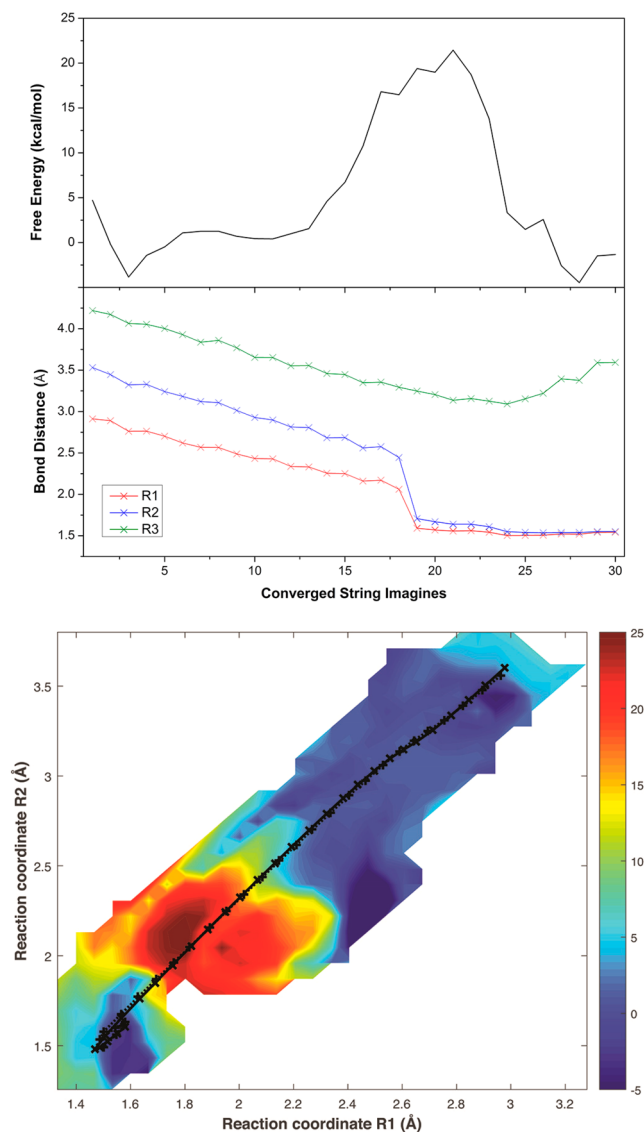 25
20
15
10
5
0
Free Energy (kcal/mol)
4.0
3.5
3.0
2.5
2.0
1.5
Bond Distance (Å)
R1
R2
R3
5 10 15 20 25 30
Converged String Imagines
3.5
3
2.5
2
1.5
Reaction coordinate R2 (Å)
1.4 1.6 1.8 2 2.2 2.4 2.6 2.8 3 3.2
Reaction coordinate R1 (Å)
25
20
15
10
5
0
-5